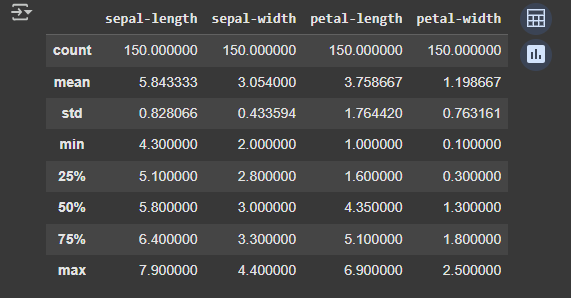 sepal-length sepal-width petal-length petal-width
count 150.000000 150.000000 150.000000 150.000000
mean 5.843333 3.054000 3.758667 1.198667
std 0.828066 0.433594 1.764420 0.763161
min 4.300000 2.000000 1.000000 0.100000
25% 5.100000 2.800000 1.600000 0.300000
50% 5.800000 3.000000 4.350000 1.300000
75% 6.400000 3.300000 5.100000 1.800000
max 7.900000 4.400000 6.900000 2.500000